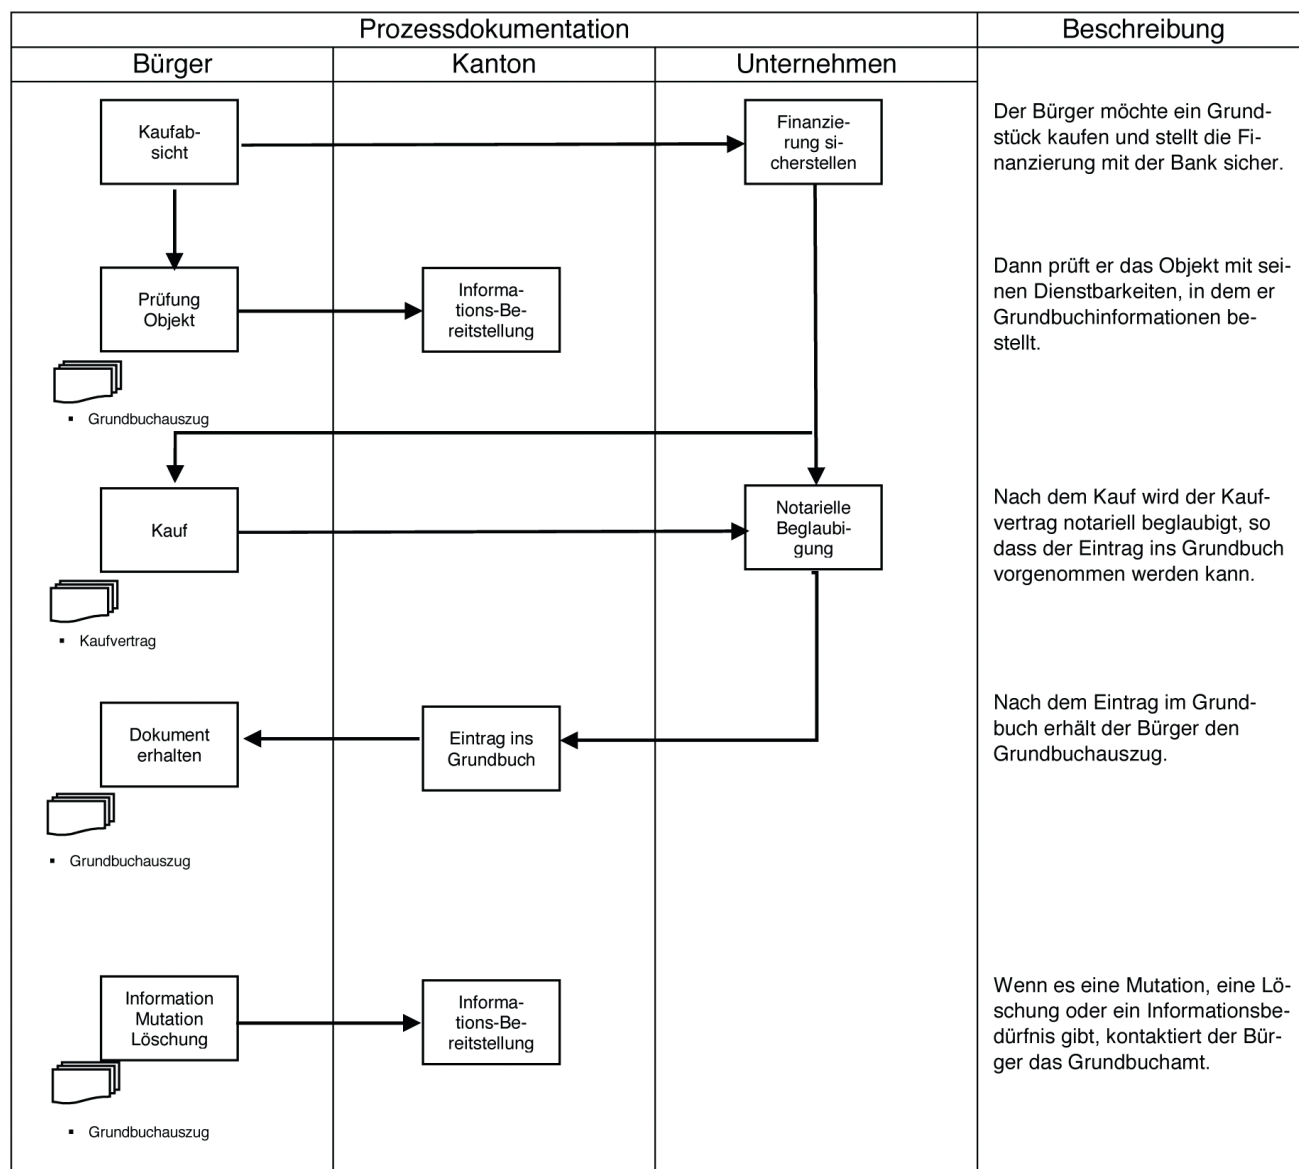 Prozessdokumentation
Beschreibung
Bürger
Kanton
Unternehmen
Kaufab-
sicht
Finanzie-
rung si-
cherstellen
Der Bürger möchte ein Grund-
stück kaufen und stellt die Fi-
nanzierung mit der Bank sicher.
Prüfung
Objekt
Informa-
tions-Be-
reitstellung
Dann prüft er das Objekt mit sei-
nen Dienstbarkeiten, in dem er
Grundbuchinformationen be-
stellt.
▪ Grundbuchauszug
Kauf
Notarielle
Beglaubi-
gung
Nach dem Kauf wird der Kauf-
vertrag notariell beglaubigt, so
dass der Eintrag ins Grundbuch
vorgenommen werden kann.
▪ Kaufvertrag
Dokument
erhalten
Eintrag ins
Grundbuch
Nach dem Eintrag im Grund-
buch erhält der Bürger den
Grundbuchauszug.
▪ Grundbuchauszug
Information
Mutation
Löschung
Informa-
tions-Be-
reitstellung
Wenn es eine Mutation, eine Lö-
schung oder ein Informationsbe-
dürfnis gibt, kontaktiert der Bür-
ger das Grundbuchamt.
▪ Grundbuchauszug